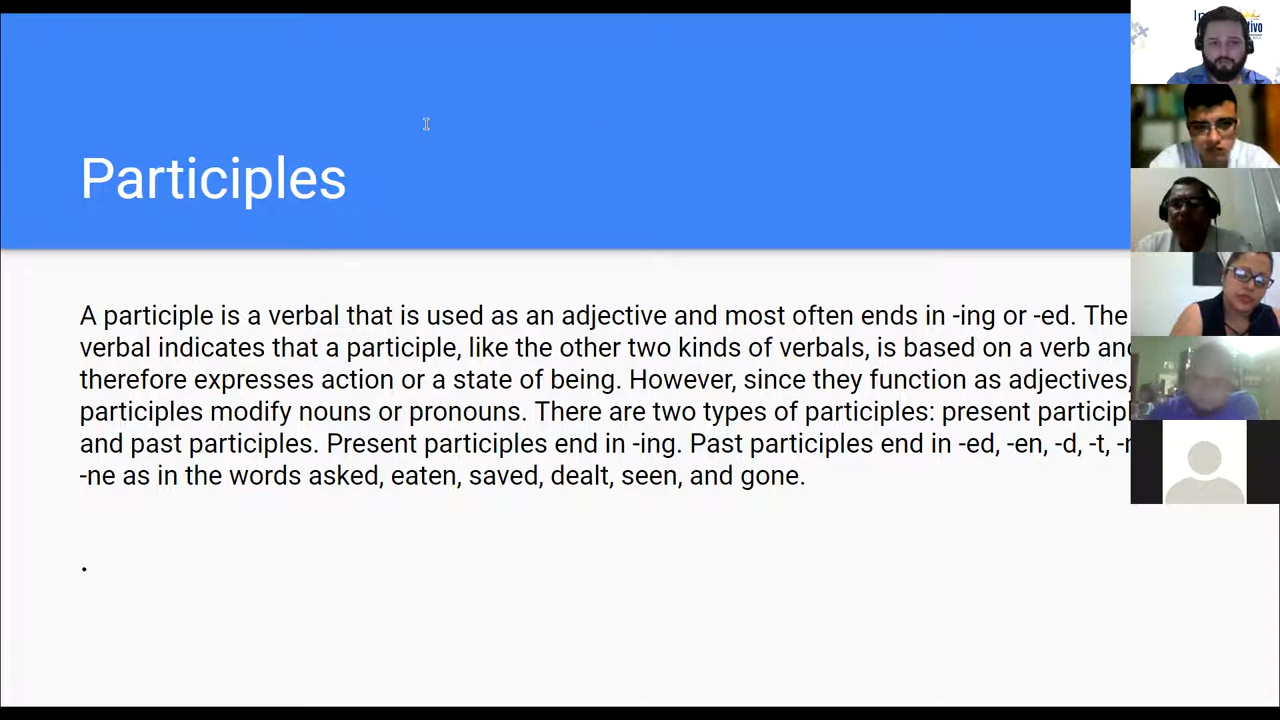 Participles
A participle is a verbal that is used as an adjective and most often ends in -ing or -ed. The
verbal indicates that a participle, like the other two kinds of verbals, is based on a verb
therefore expresses action or a state of being. However, since they function as adjectives,
participles modify nouns or pronouns. There are two types of participles: present
and past participles. Present participles end in -ing. Past participles end in -ed, -en, -d, -t,
-ne as in the words asked, eaten, saved, dealt, seen, and gone.
.